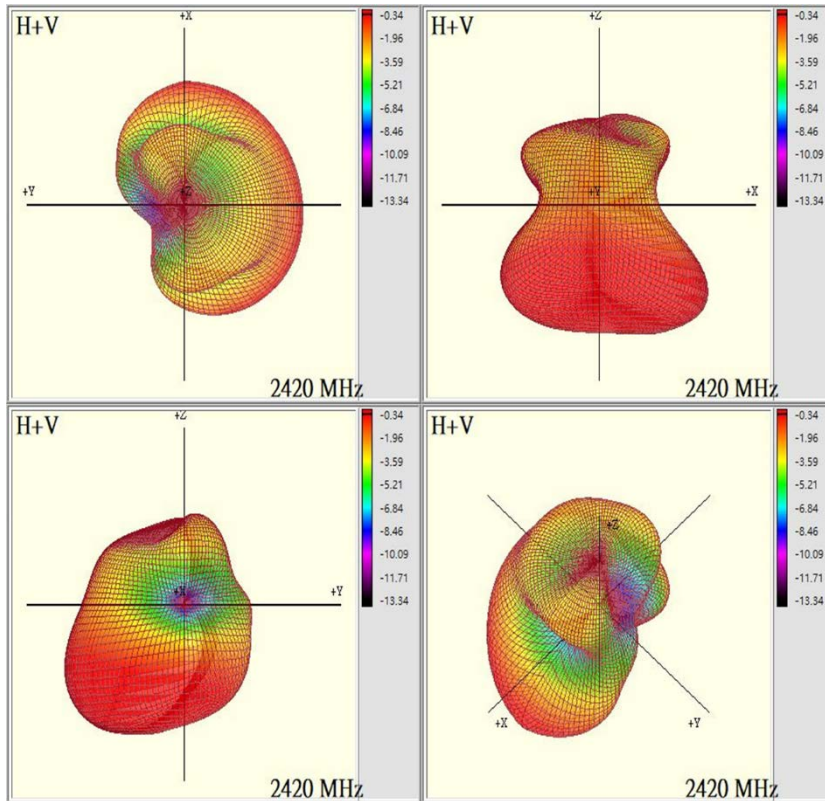 H+V
+X
+Y
+Z
2420 MHz
-0.34
-1.96
-3.59
-5.21
-6.84
-8.46
-10.09
-11.71
-13.34
H+V
+Z
+Y
+X
2420 MHz
-0.34
-1.96
-3.59
-5.21
-6.84
-8.46
-10.09
-11.71
-13.34
H+V
+Z
+X
+Y
2420 MHz
-0.34
-1.96
-3.59
-5.21
-6.84
-8.46
-10.09
-11.71
-13.34
H+V
+Z
+X
+Y
2420 MHz
-0.34
-1.96
-3.59
-5.21
-6.84
-8.46
-10.09
-11.71
-13.34